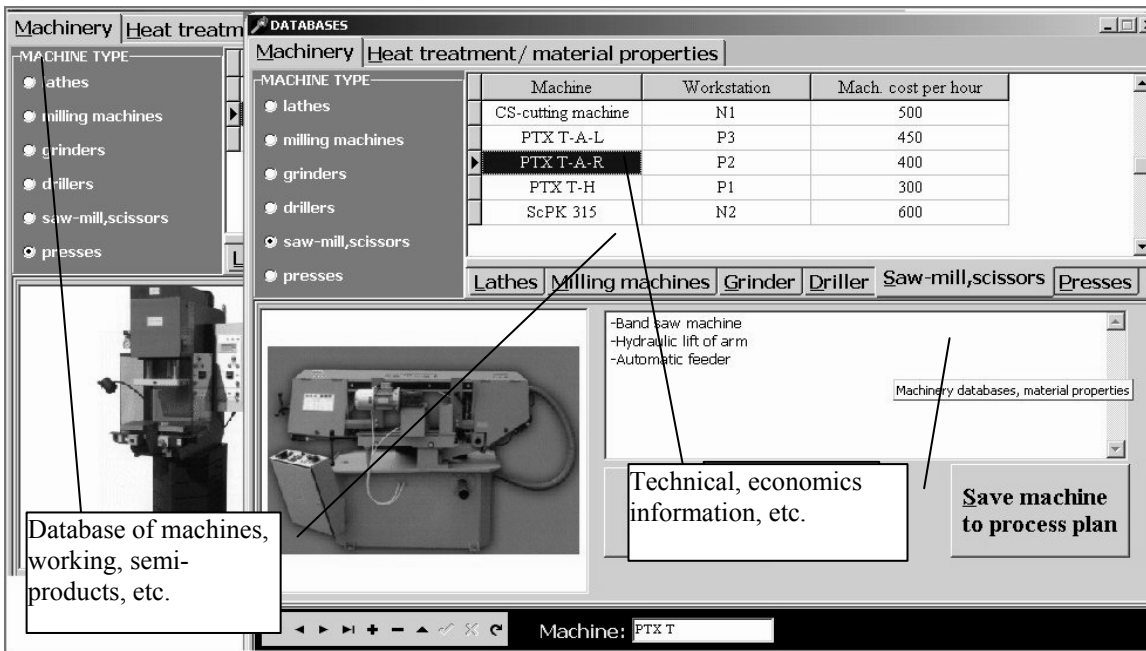 Machinery Heat treatm
MACHINE TYPE
lathes
milling machines
grinders
drillers
saw-mill,scissors
presses
L
DATABASES
Machinery Heat treatment/ material properties
MACHINE TYPE
lathes
milling machines
grinders
drillers
saw-mill,scissors
presses
Machine Workstation Mach. cost per hour
CS-cutting machine N1 500
PTX T-A-L P3 450
PTX T-A-R P2 400
PTX T-H P1 300
ScPK 315 N2 600
Lathes Milling machines Grinder Driller Saw-mill,scissors Presses
-Band saw machine
-Hydraulic lift of arm
-Automatic feeder
Machinery databases, material properties
Technical, economics
information, etc.
Save machine
to process plan
Database of machines,
working, semi-
products, etc.
Machine: PTX T